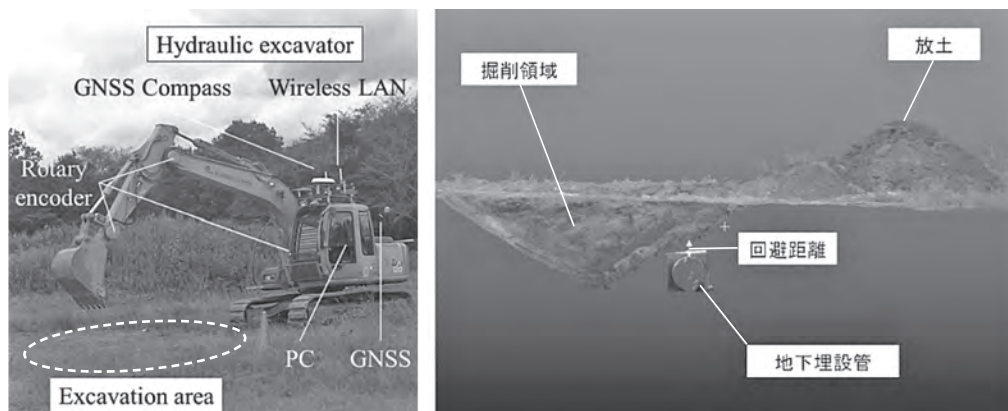 Hydraulic excavator
GNSS Compass
Wireless LAN
Rotary
encoder
PC
GNSS
Excavation area
放土
掘削領域
回避距離
地下埋設管